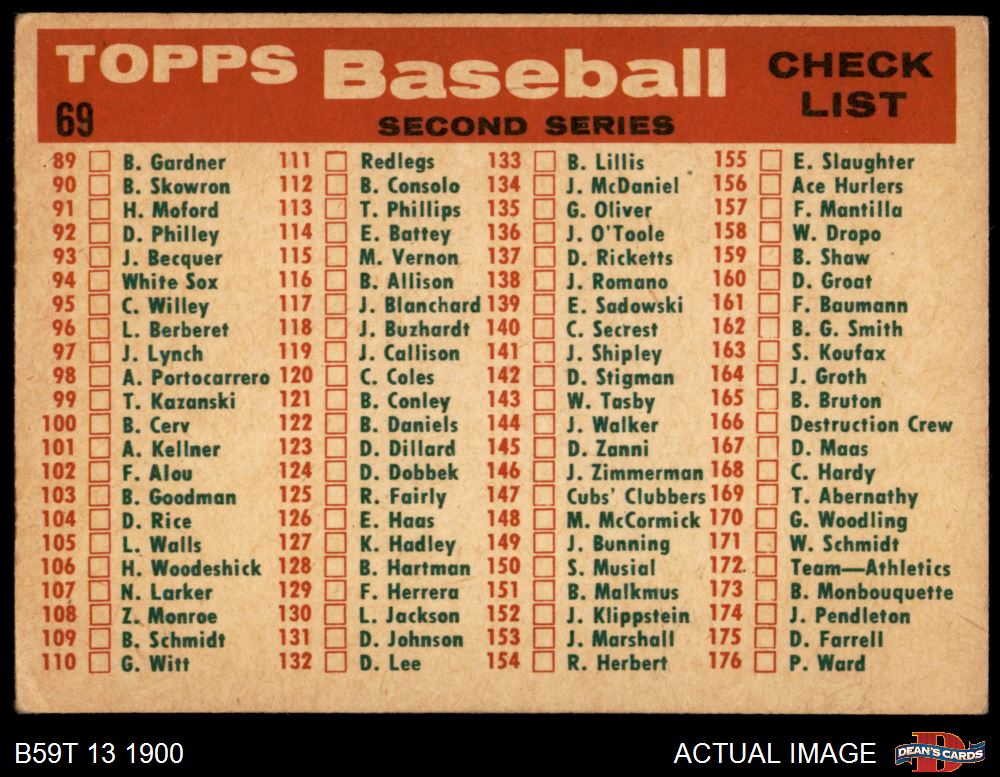 TOPPS Baseball CHECK LIST
69 SECOND SERIES
89 B. Gardner 111 Redlegs 133 B. Lillis 155 E. Slaughter
90 B. Skowron 112 B. Consolo 134 J. McDaniel 156 Ace Hurlers
91 H. Moford 113 T. Phillips 135 G. Oliver 157 F. Mantilla
92 D. Philley 114 E. Battey 136 J. O'Toole 158 W. Dropo
93 J. Becquer 115 M. Vernon 137 D. Ricketts 159 B. Shaw
94 White Sox 116 B. Allison 138 J. Romano 160 D. Groat
95 C. Willey 117 J. Blanchard 139 E. Sadowski 161 F. Baumann
96 L. Berberet 118 J. Buzhardt 140 C. Secrest 162 B. G. Smith
97 J. Lynch 119 J. Callison 141 J. Shipley 163 S. Koufax
98 A. Portocarrero 120 C. Coles 142 D. Stigman 164 J. Groth
99 T. Kazanski 121 B. Conley 143 W. Tasby 165 B. Bruton
100 B. Cerv 122 B. Daniels 144 J. Walker 166 Destruction Crew
101 A. Kellner 123 D. Dillard 145 D. Zanni 167 D. Maas
102 F. Alou 124 D. Dobbek 146 J. Zimmerman 168 C. Hardy
103 B. Goodman 125 R. Fairly 147 Cubs' Clubbers 169 T. Abernathy
104 D. Rice 126 E. Haas 148 M. McCormick 170 G. Woodling
105 L. Walls 127 K. Hadley 149 J. Bunning 171 W. Schmidt
106 H. Woodeshick 128 B. Hartman 150 S. Musial 172 Team—Athletics
107 N. Larker 129 F. Herrera 151 B. Malkmus 173 B. Monbouquette
108 Z. Monroe 130 L. Jackson 152 J. Klippstein 174 J. Pendleton
109 B. Schmidt 131 D. Johnson 153 J. Marshall 175 D. Farrell
110 G. Witt 132 D. Lee 154 R. Herbert 176 P. Ward
B59T 13 1900 ACTUAL IMAGE D DEAN'S CARDS